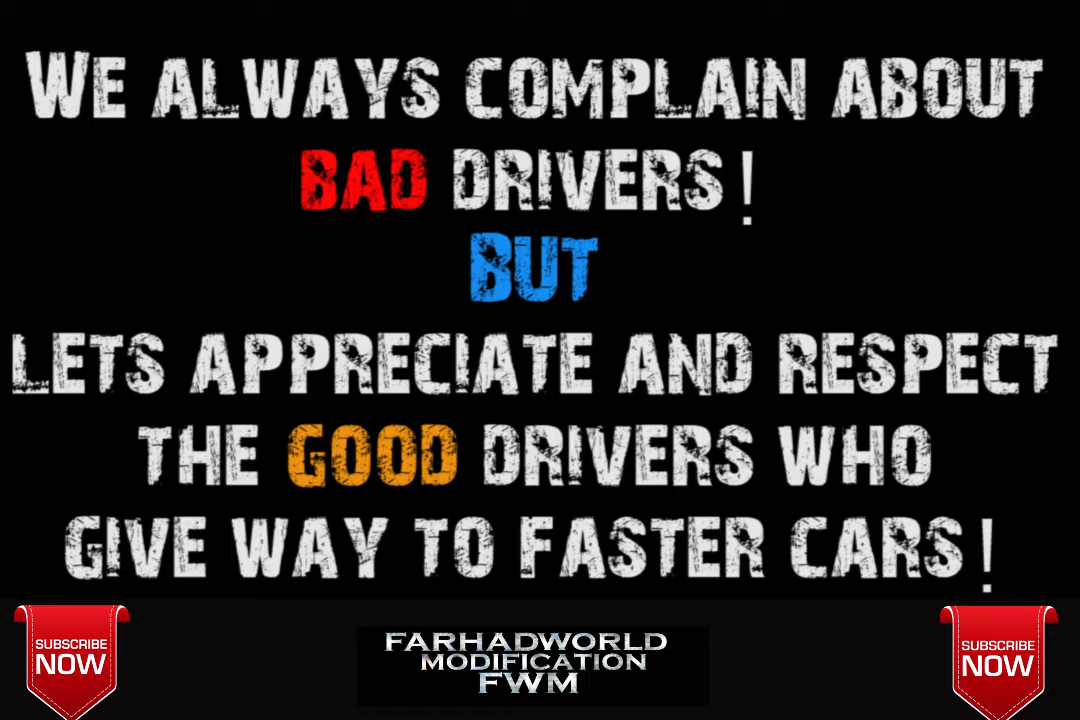 WE ALWAYS COMPLAIN ABOUT
BAD DRIVERS!
BUT
LETS APPRECIATE AND RESPECT
THE GOOD DRIVERS WHO
GIVE WAY TO FASTER CARS!
SUBSCRIBE
NOW
FARHADWORLD
MODIFICATION
FWM
SUBSCRIBE
NOW